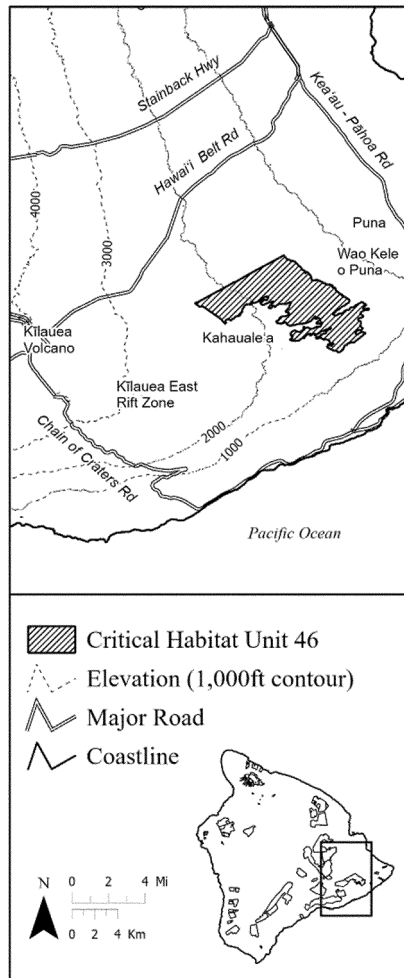 Stainback Hwy
Kea‘au - Pāhoa Rd
Hawai‘i Belt Rd
4000
3000
Puna
Wao Kele
o Puna
Kīlauea
Volcano
Kahauale‘a
Kīlauea East
Rift Zone
2000
1000
Chain of Craters Rd
Pacific Ocean
Critical Habitat Unit 46
Elevation (1,000ft contour)
Major Road
Coastline
N
0 2 4 Mi
0 2 4 Km